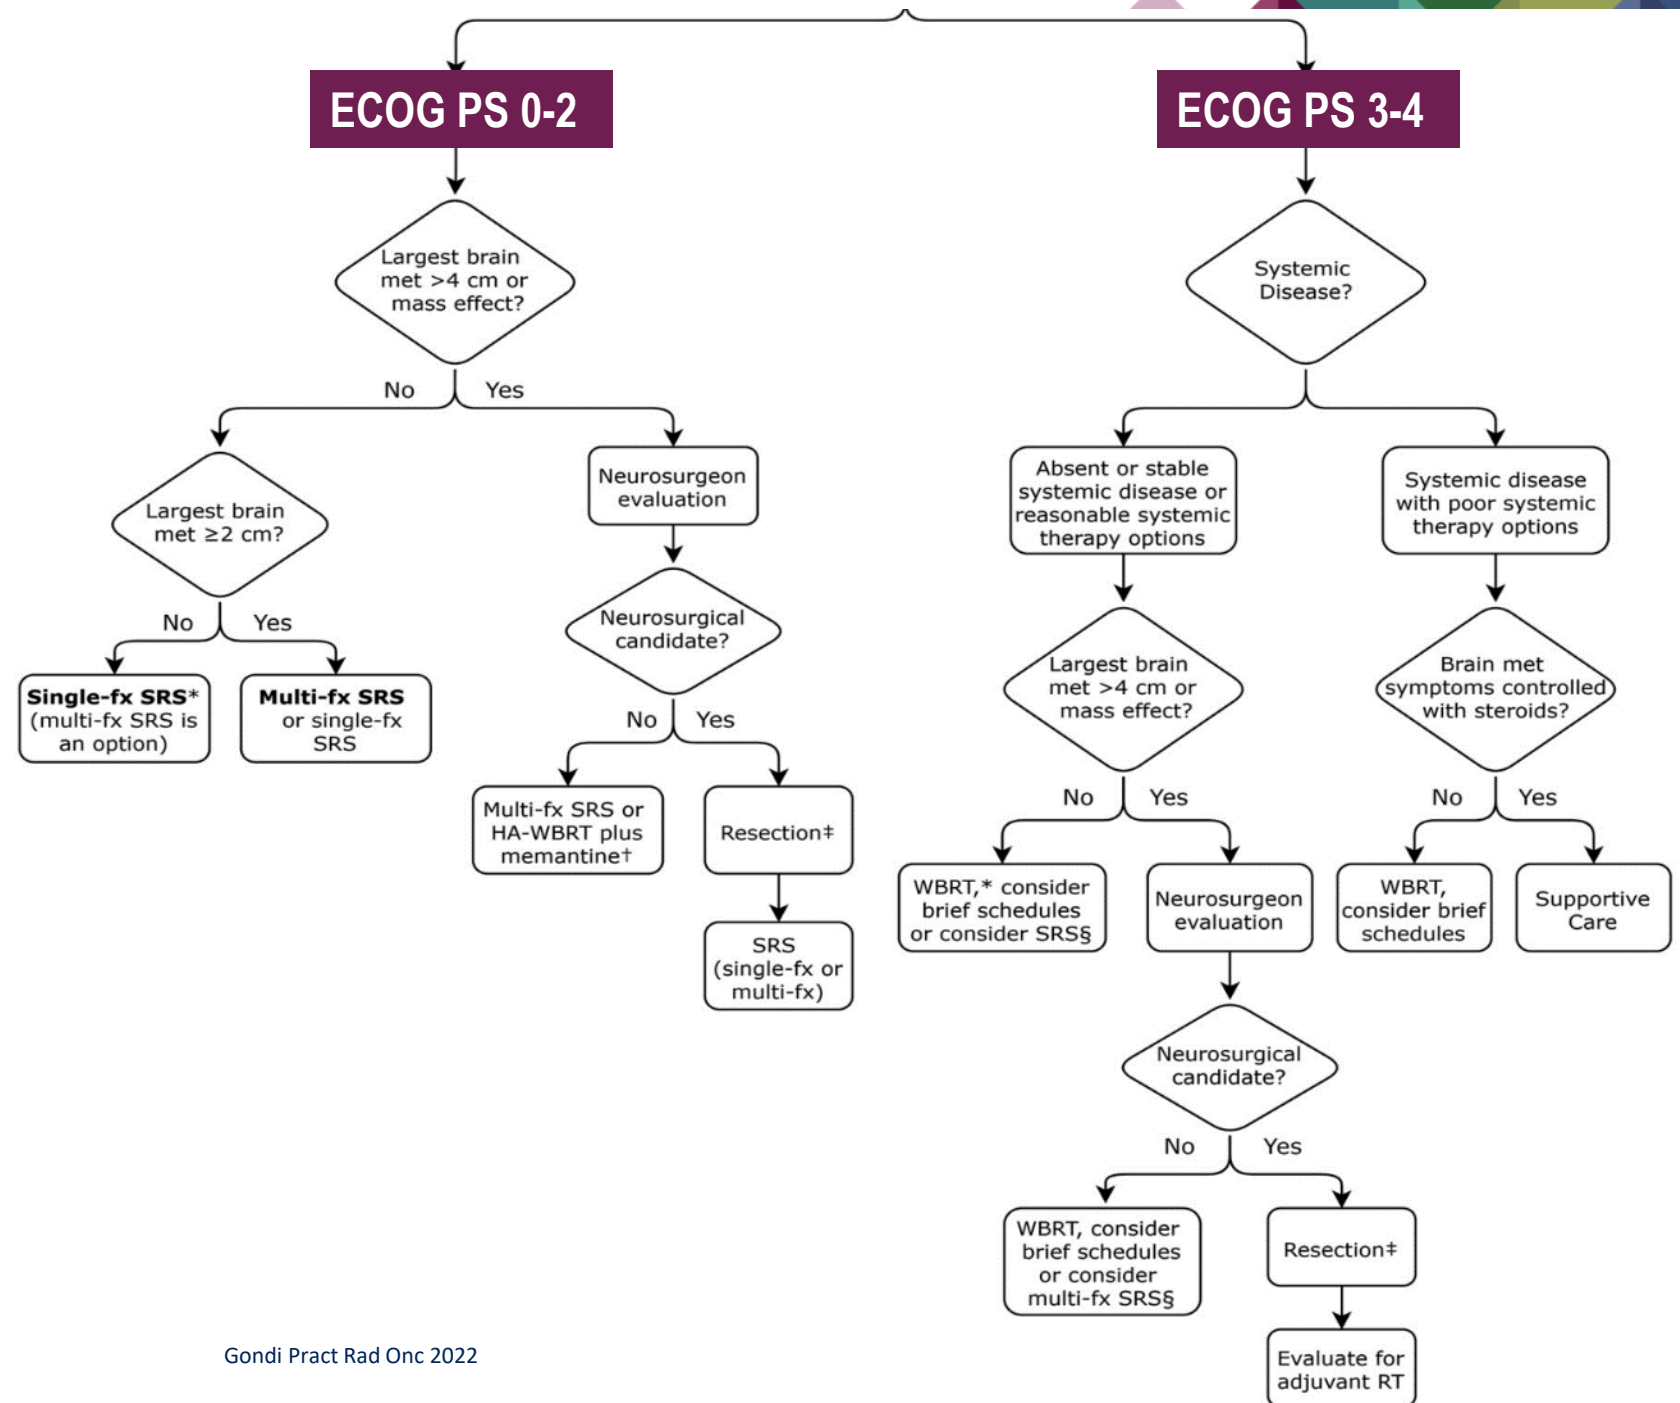 ECOG PS 0-2
ECOG PS 3-4
Largest brain
met >4 cm or
mass effect?
Systemic
Disease?
No
Yes
Largest brain
met ≥2 cm?
Neurosurgeon
evaluation
Absent or stable
systemic disease or
reasonable systemic
therapy options
Systemic disease
with poor systemic
therapy options
No
Yes
Neurosurgical
candidate?
Single-fx SRS*
(multi-fx SRS is
an option)
Multi-fx SRS
or single-fx
SRS
Largest brain
met >4 cm or
mass effect?
Brain met
symptoms controlled
with steroids?
No
Yes
Multi-fx SRS or
HA-WBRT plus
memantine†
Resection‡
No
Yes
No
Yes
SRS
(single-fx or
multi-fx)
WBRT,* consider
brief schedules
or consider SRS§
Neurosurgeon
evaluation
WBRT,
consider brief
schedules
Supportive
Care
Neurosurgical
candidate?
No
Yes
WBRT, consider
brief schedules
or consider
multi-fx SRS§
Resection‡
Evaluate for
adjuvant RT
Gondi Pract Rad Onc 2022